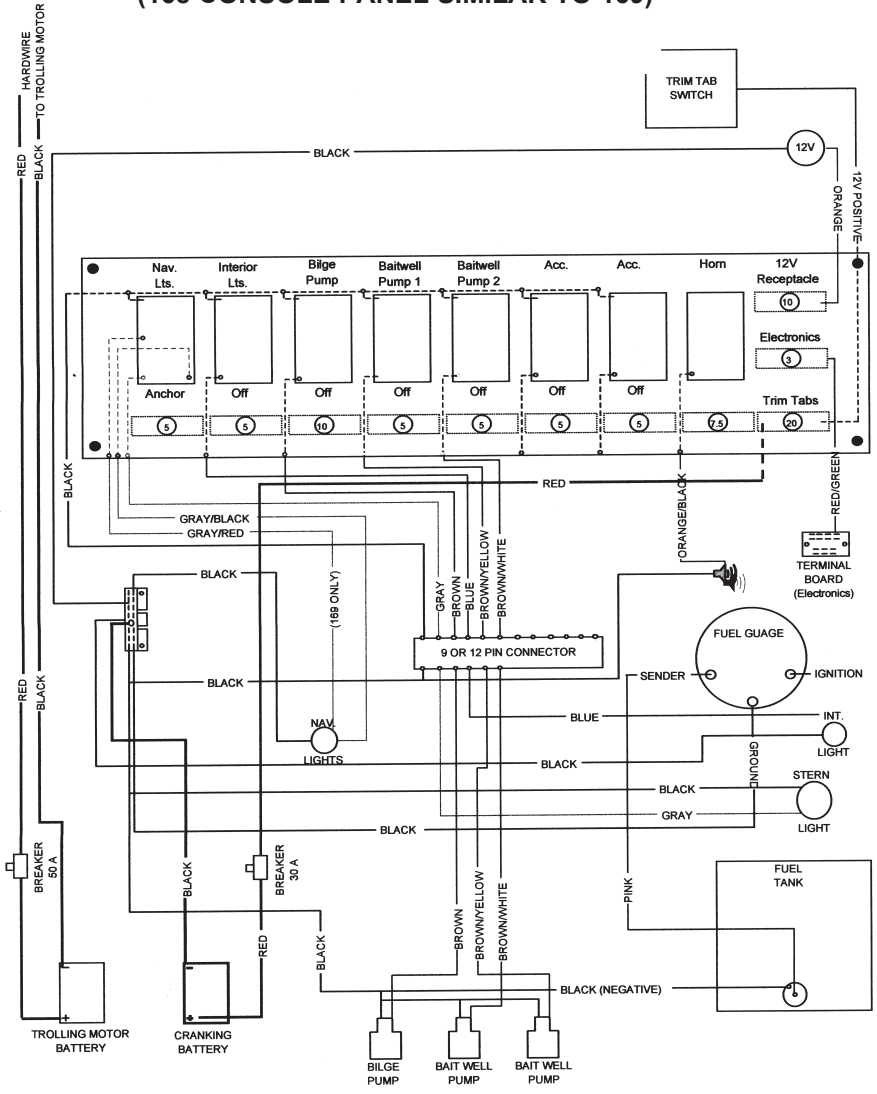 (168 CONSOLE PANEL SIMILAR TO 169)
HARDWIRE
TO TROLLING MOTOR
RED
BLACK
TRIM TAB
SWITCH
BLACK
12V
ORANGE
12V POSITIVE
Nav.
Lts.
Interior
Lts.
Bilge
Pump
Baitwell
Pump 1
Baitwell
Pump 2
Acc.
Acc.
Horn
12V
Receptacle
10
Electronics
3
Anchor
Off
Off
Off
Off
Off
Off
Trim Tabs
5
5
10
5
5
5
5
7.5
20
BLACK
RED
ORANGE/BLACK
RED/GREEN
GRAY/BLACK
GRAY/RED
BLACK
(169 ONLY)
GRAY
BROWN
BLUE
BROWN/YELLOW
BROWN/WHITE
TERMINAL
BOARD
(Electronics)
9 OR 12 PIN CONNECTOR
FUEL GUAGE
SENDER
IGNITION
RED
BLACK
BLACK
NAV.
LIGHTS
BLUE
INT.
LIGHT
BLACK
GROUND
STERN
LIGHT
BLACK
GRAY
BLACK
BREAKER
50 A
BLACK
BREAKER
30 A
RED
BLACK
BROWN
BROWN/YELLOW
BROWN/WHITE
PINK
FUEL
TANK
BLACK (NEGATIVE)
-
+
-
+
TROLLING MOTOR
BATTERY
CRANKING
BATTERY
BILGE
PUMP
BAIT WELL
PUMP
BAIT WELL
PUMP